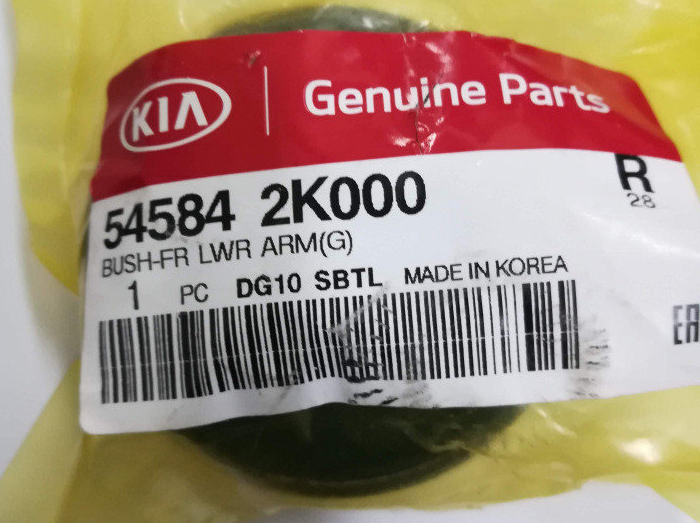 KIA Genuine Parts
54584 2K000
R
28
BUSH-FR LWR ARM(G)
1 PC DG10 SBTL MADE IN KOREA